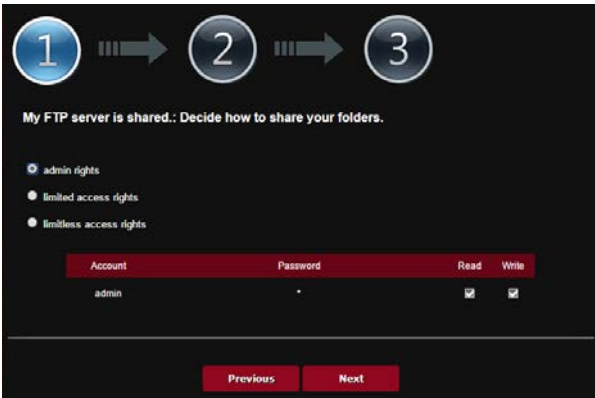 1 2 3
My FTP server is shared.: Decide how to share your folders.
admin rights
limited access rights
limitless access rights
Account Password Read Write
admin *
Previous Next